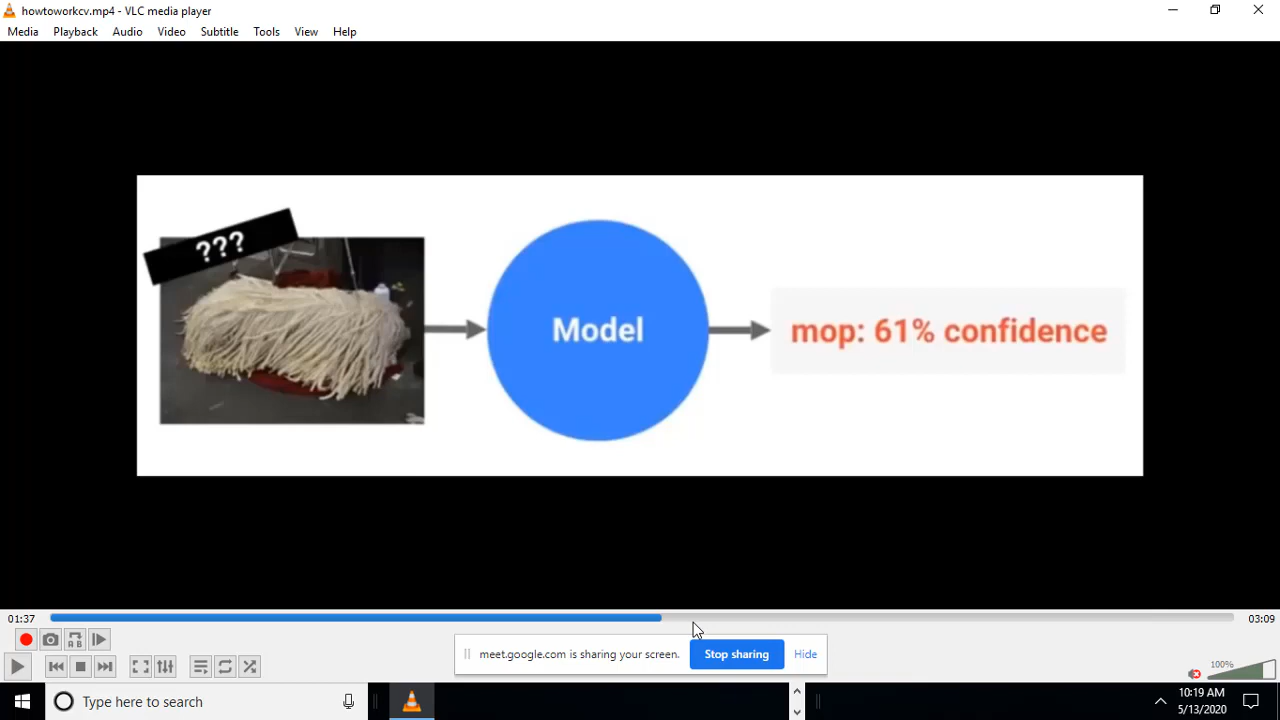 howtoworkcv.mp4 - VLC media player
Media Playback Audio Video Subtitle Tools View Help
???
Model
mop: 61% confidence
01:37
03:09
A B
meet.google.com is sharing your screen.
Stop sharing
Hide
100%
Type here to search
10:19 AM
5/13/2020